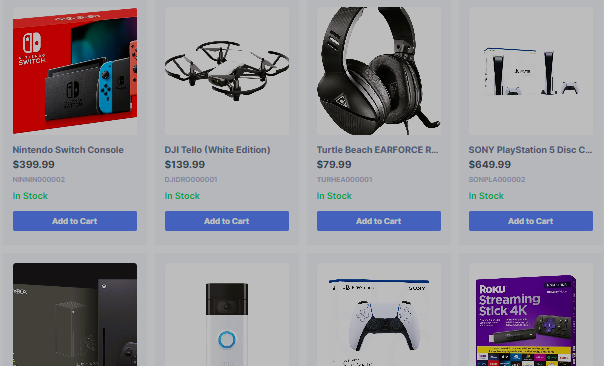 NINTENDO
SWITCH
Nintendo Switch Console
$399.99
NINNIN000002
In Stock
Add to Cart
DJI Tello (White Edition)
$139.99
DJIDRO000001
In Stock
Add to Cart
Turtle Beach EARFORCE R...
$79.99
TURHEA000001
In Stock
Add to Cart
SONY PlayStation 5 Disc C...
$649.99
SONPLA000002
In Stock
Add to Cart
XBOX
SONY
ROKU
Streaming
Stick 4K